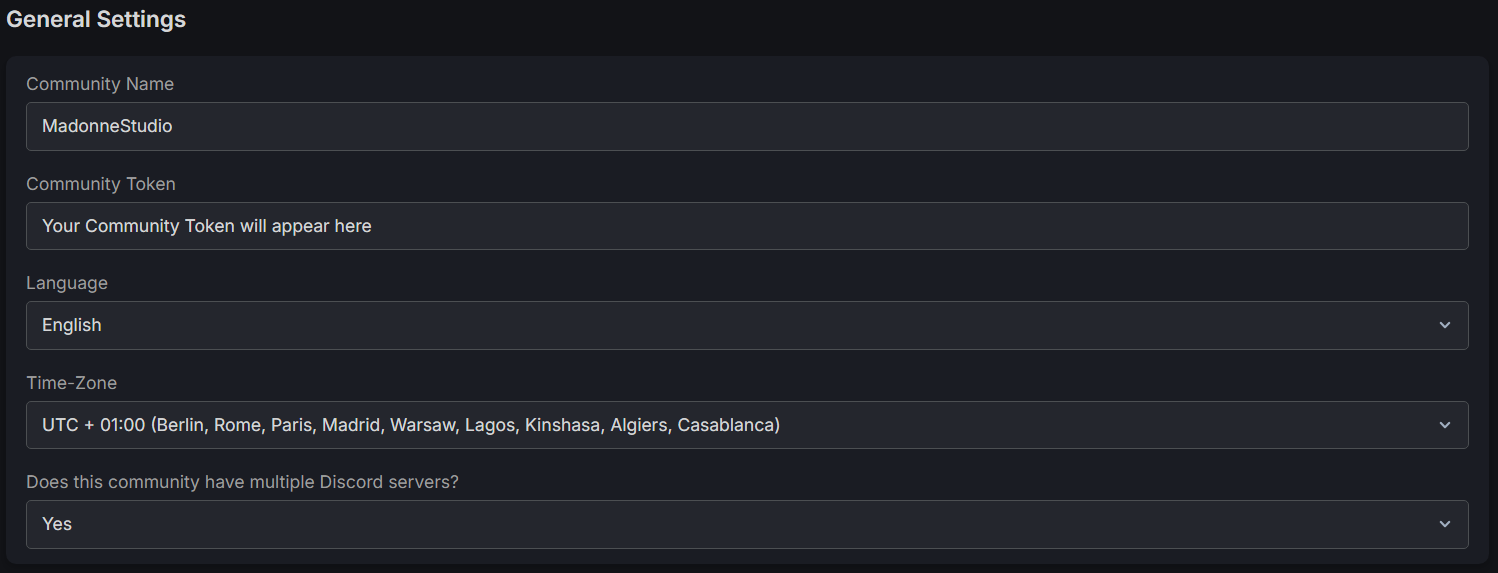 General Settings
Community Name
MadonneStudio
Community Token
Your Community Token will appear here
Language
English
Time-Zone
UTC + 01:00 (Berlin, Rome, Paris, Madrid, Warsaw, Lagos, Kinshasa, Algiers, Casablanca)
Does this community have multiple Discord servers?
Yes